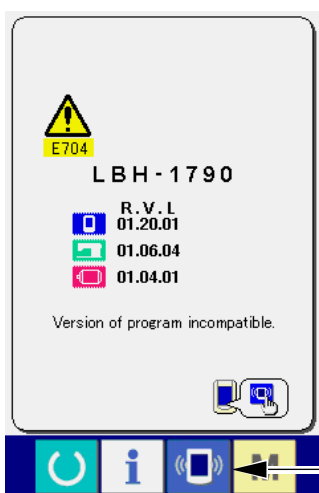 E704
LBH-1790
R.V.L
01.20.01
01.06.04
01.04.01
Version of program incompatible.
i
M